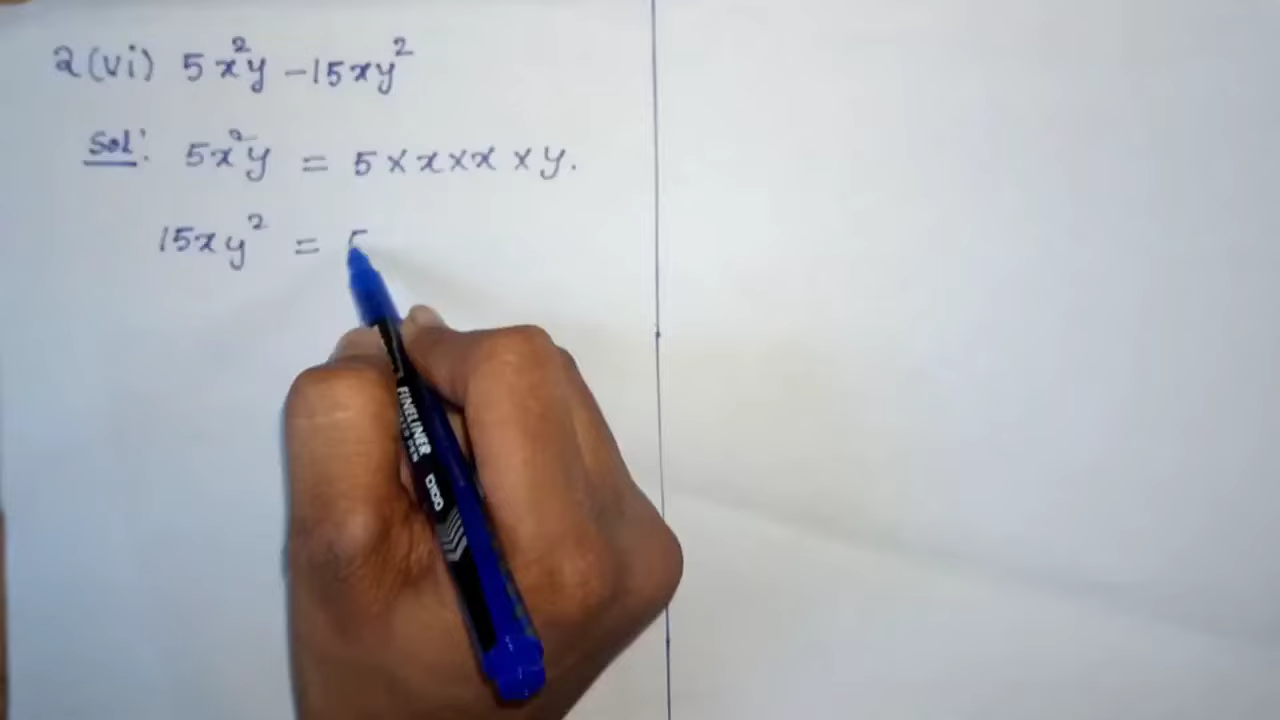 2(vi) 5x²y -15xy²
Sol: 5x²y = 5×x×x×y.
15xy² = 5
FINELINER